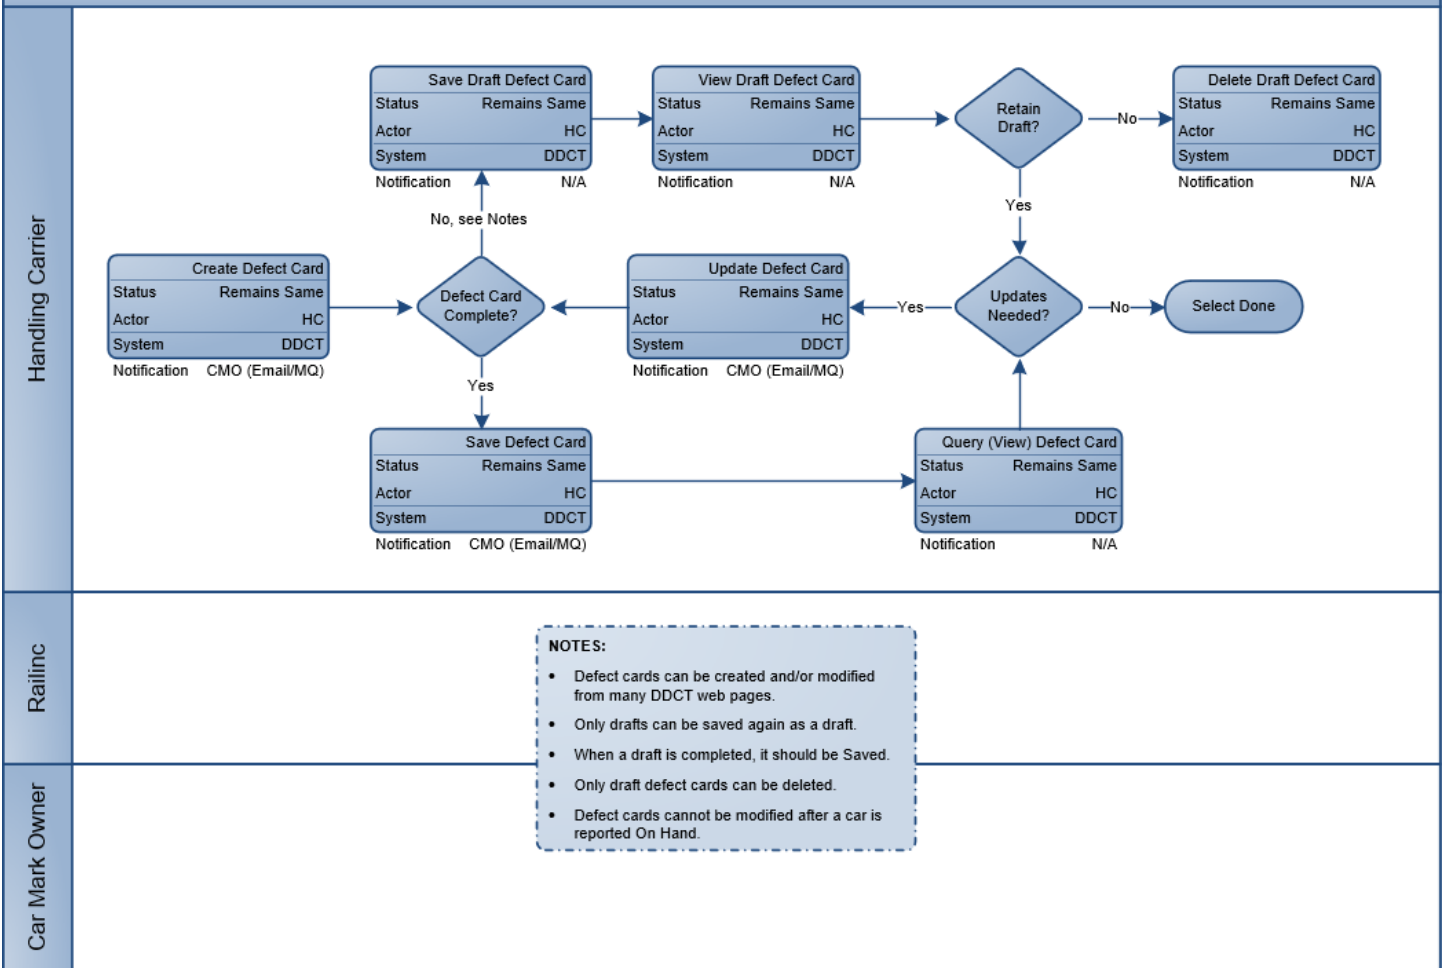 Handling Carrier
Save Draft Defect Card
Status Remains Same
Actor HC
System DDCT
Notification N/A
View Draft Defect Card
Status Remains Same
Actor HC
System DDCT
Notification N/A
Retain
Draft?
No
Delete Draft Defect Card
Status Remains Same
Actor HC
System DDCT
Notification N/A
No, see Notes
Yes
Create Defect Card
Status Remains Same
Actor HC
System DDCT
Notification CMO (Email/MQ)
Defect Card
Complete?
Update Defect Card
Status Remains Same
Actor HC
System DDCT
Notification CMO (Email/MQ)
Yes
Updates
Needed?
No
Select Done
Yes
Save Defect Card
Status Remains Same
Actor HC
System DDCT
Notification CMO (Email/MQ)
Query (View) Defect Card
Status Remains Same
Actor HC
System DDCT
Notification N/A
Railinc
Car Mark Owner
NOTES:
• Defect cards can be created and/or modified
from many DDCT web pages.
• Only drafts can be saved again as a draft.
• When a draft is completed, it should be Saved.
• Only draft defect cards can be deleted.
• Defect cards cannot be modified after a car is
reported On Hand.